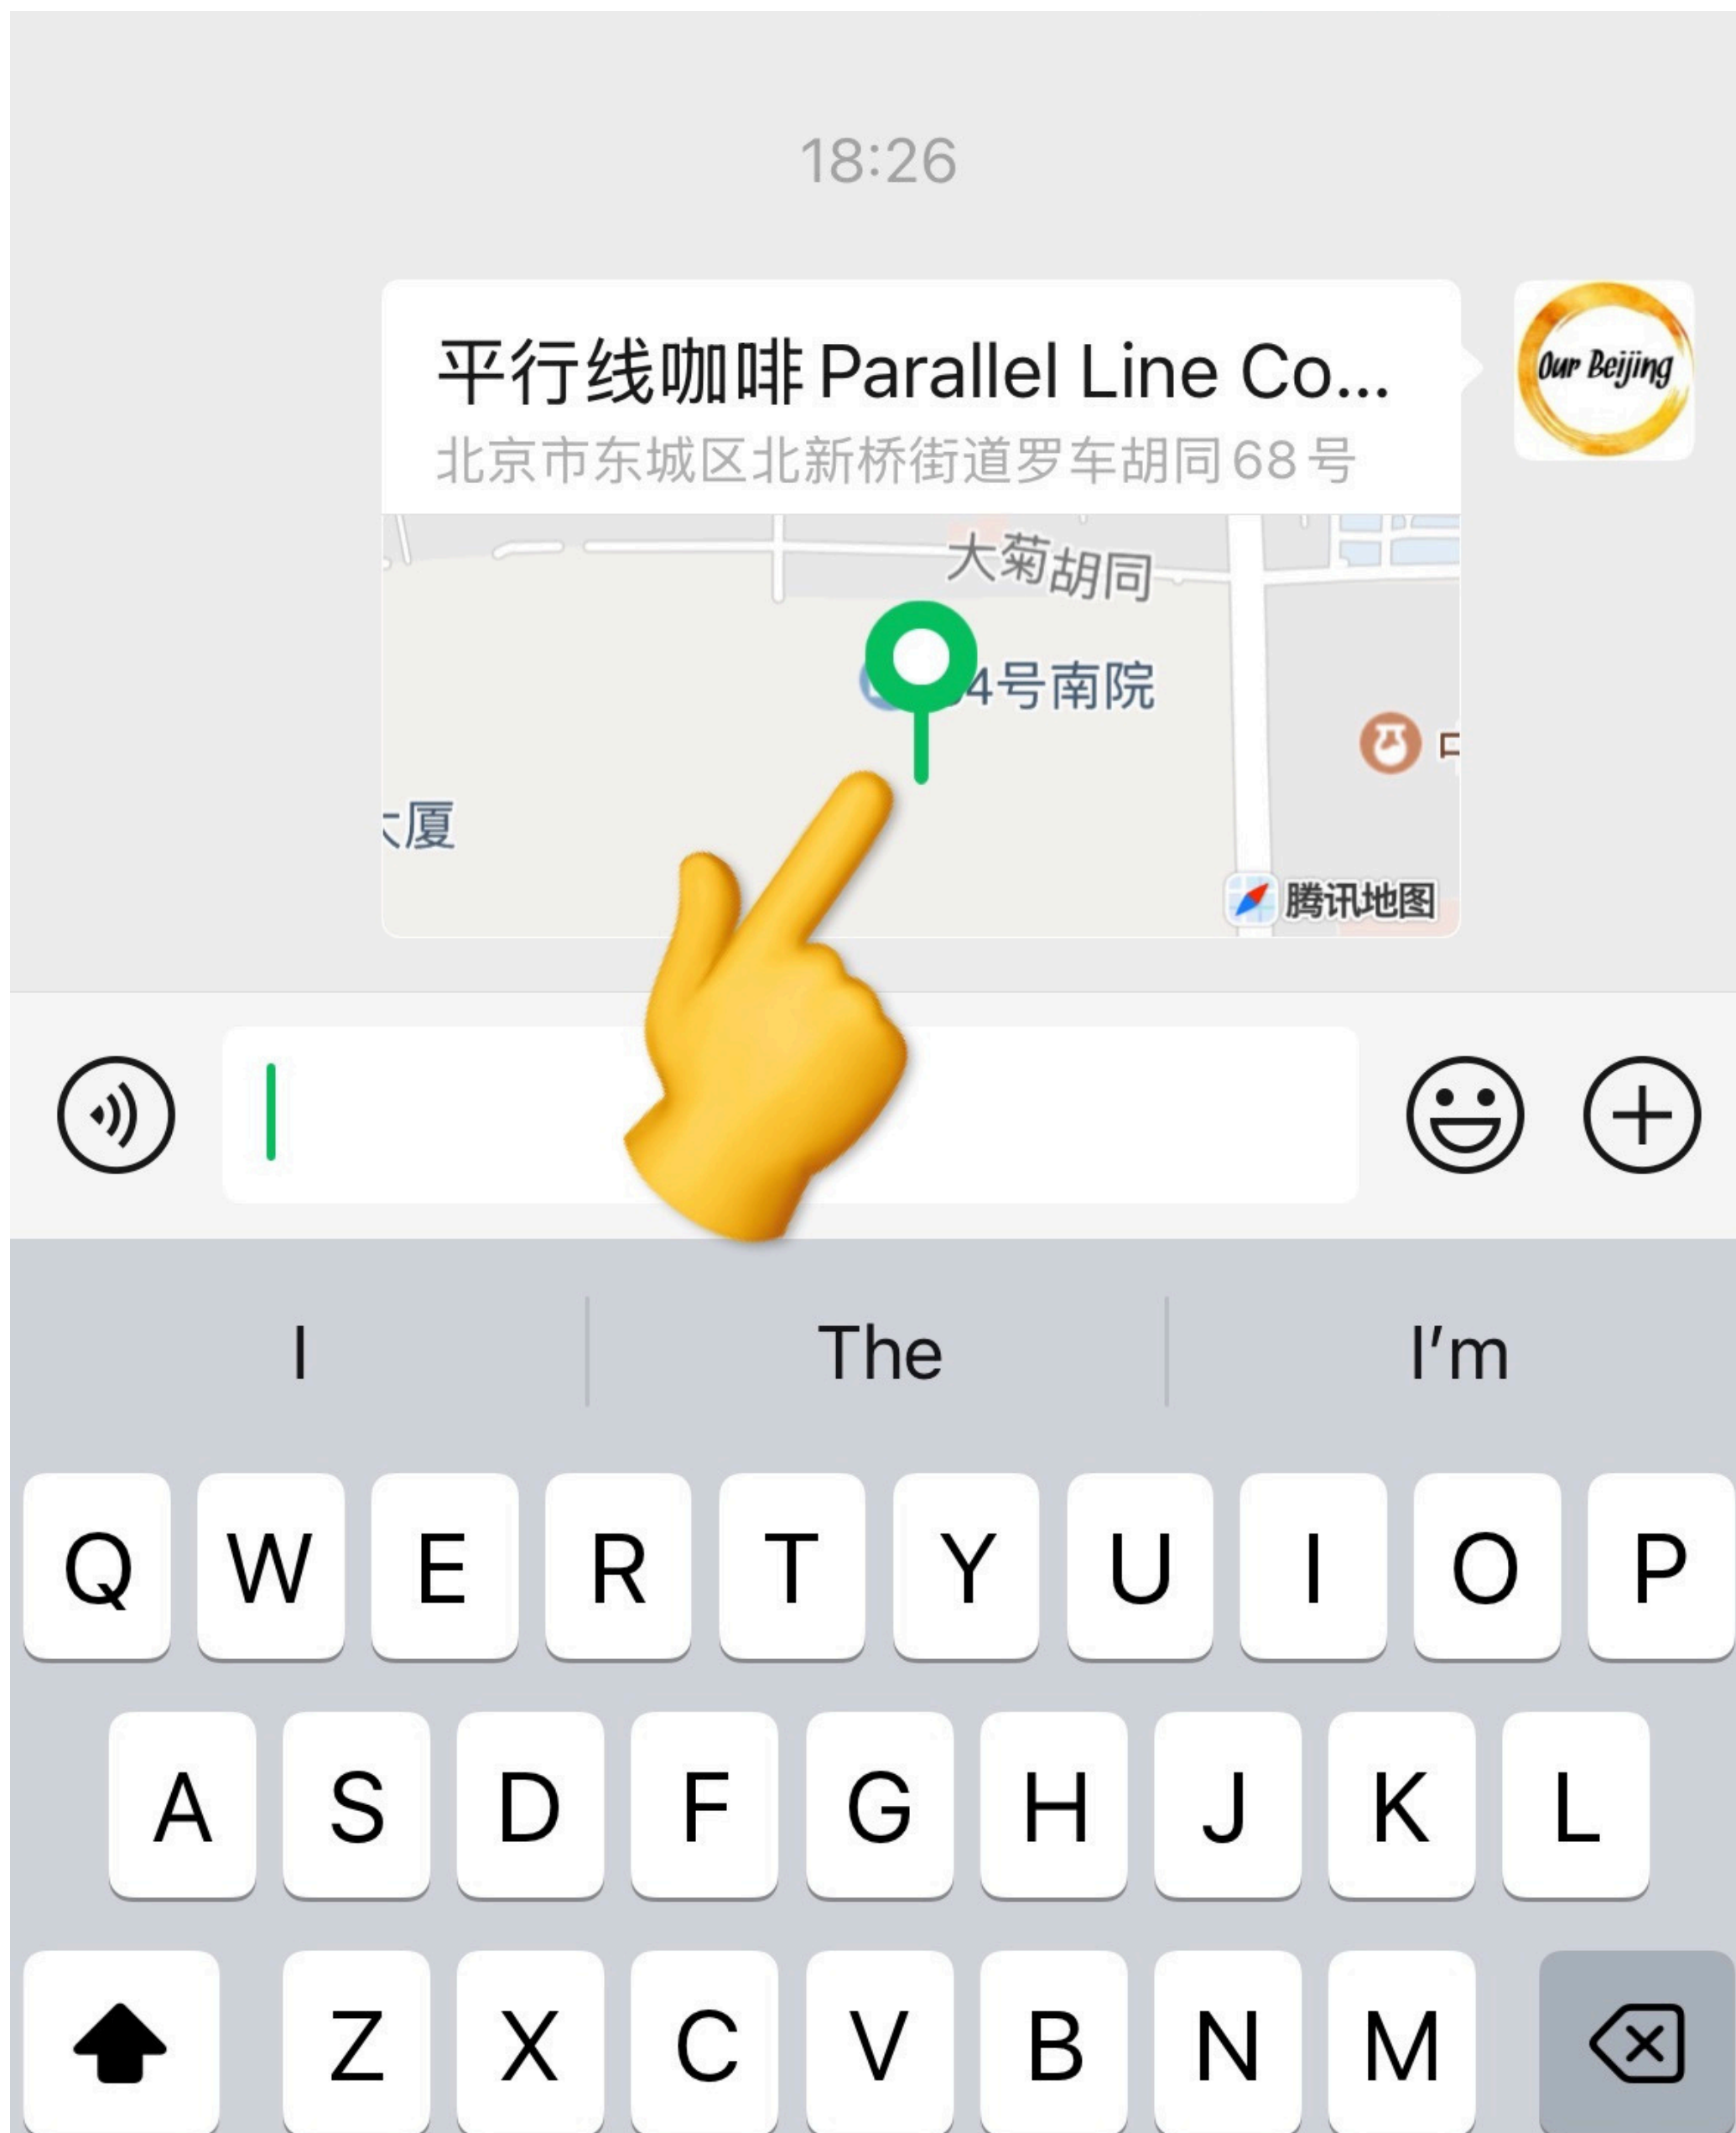 18:26
平行线咖啡 Parallel Line Co...
Our Beijing
北京市东城区北新桥街道罗车胡同68号
大菊胡同
4号南院
厦
腾讯地图
I The I'm
Q W E R T Y U I O P
A S D F G H J K L
Z X C V B N M